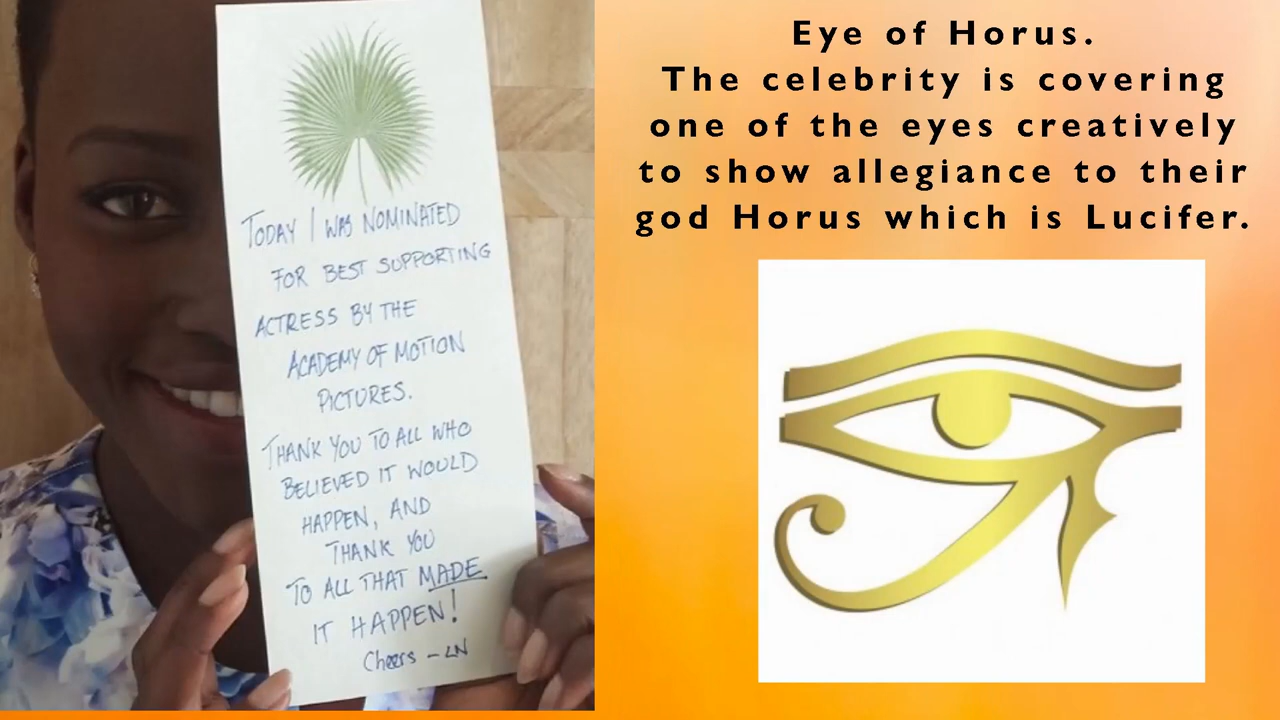 TODAY I WAS NOMINATED
FOR BEST SUPPORTING
ACTRESS BY THE
ACADEMY OF MOTION
PICTURES.
THANK YOU TO ALL WHO
BELIEVED IT WOULD
HAPPEN, AND
THANK YOU
TO ALL THAT MADE
IT HAPPEN!
Cheers - LN
Eye of Horus.
The celebrity is covering
one of the eyes creatively
to show allegiance to their
god Horus which is Lucifer.